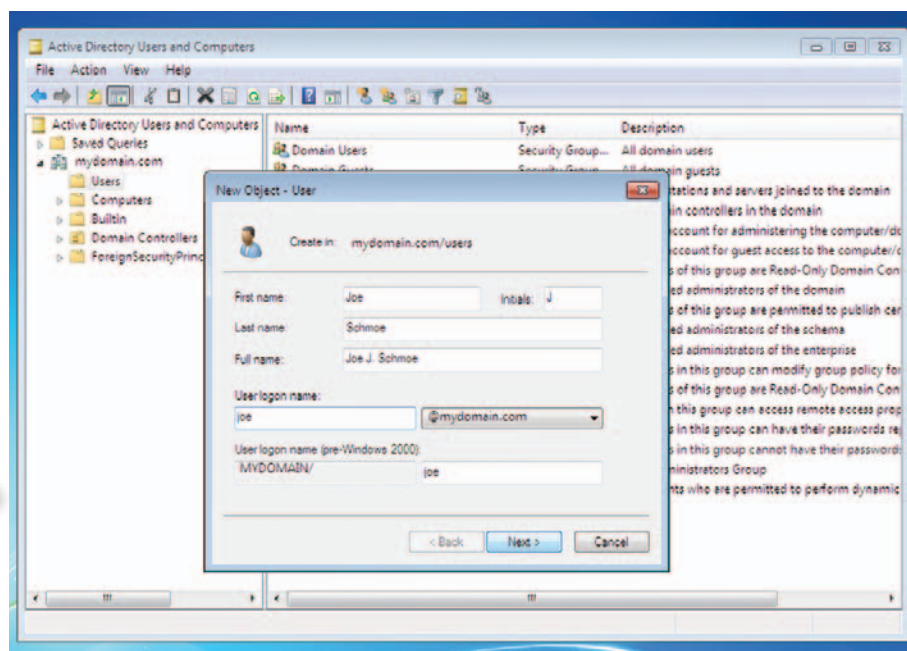 Active Directory Users and Computers
File Action View Help
Active Directory Users and Computers
Saved Queries
mydomain.com
Users
Computers
Builtin
Domain Controllers
ForeignSecurityPrinc
Name Type Description
Domain Users Security Group... All domain users
Domain Guests Security Group... All domain guests
tations and servers joined to the domain
in controllers in the domain
ccount for administering the computer/do
ccount for guest access to the computer/d
s of this group are Read-Only Domain Con
ed administrators of the domain
s of this group are permitted to publish cer
ed administrators of the schema
ed administrators of the enterprise
s in this group can modify group policy for
s of this group are Read-Only Domain Con
n this group can access remote access prop
s in this group can have their passwords rep
s in this group cannot have their passwords
ministrators Group
nts who are permitted to perform dynamic
New Object - User
Create in: mydomain.com/users
First name: Joe Initials: J
Last name: Schmoe
Full name: Joe J. Schmoe
User logon name:
joe @mydomain.com
User logon name (pre-Windows 2000):
MYDOMAIN/ joe
< Back Next > Cancel